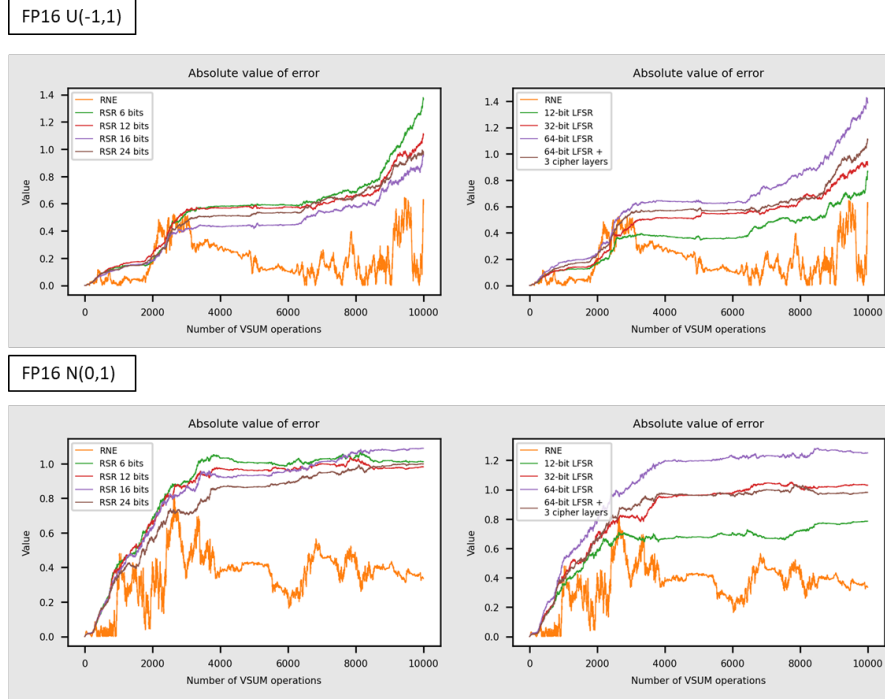 FP16 U(-1,1)
Absolute value of error
Value
1.4
1.2
1.0
0.8
0.6
0.4
0.2
0.0
RNE
RSR 6 bits
RSR 12 bits
RSR 16 bits
RSR 24 bits
0 2000 4000 6000 8000 10000
Number of VSUM operations
Absolute value of error
Value
1.4
1.2
1.0
0.8
0.6
0.4
0.2
0.0
RNE
12-bit LFSR
32-bit LFSR
64-bit LFSR
64-bit LFSR +
3 cipher layers
0 2000 4000 6000 8000 10000
Number of VSUM operations
FP16 N(0,1)
Absolute value of error
Value
1.0
0.8
0.6
0.4
0.2
0.0
RNE
RSR 6 bits
RSR 12 bits
RSR 16 bits
RSR 24 bits
0 2000 4000 6000 8000 10000
Number of VSUM operations
Absolute value of error
Value
1.2
1.0
0.8
0.6
0.4
0.2
0.0
RNE
12-bit LFSR
32-bit LFSR
64-bit LFSR
64-bit LFSR +
3 cipher layers
0 2000 4000 6000 8000 10000
Number of VSUM operations